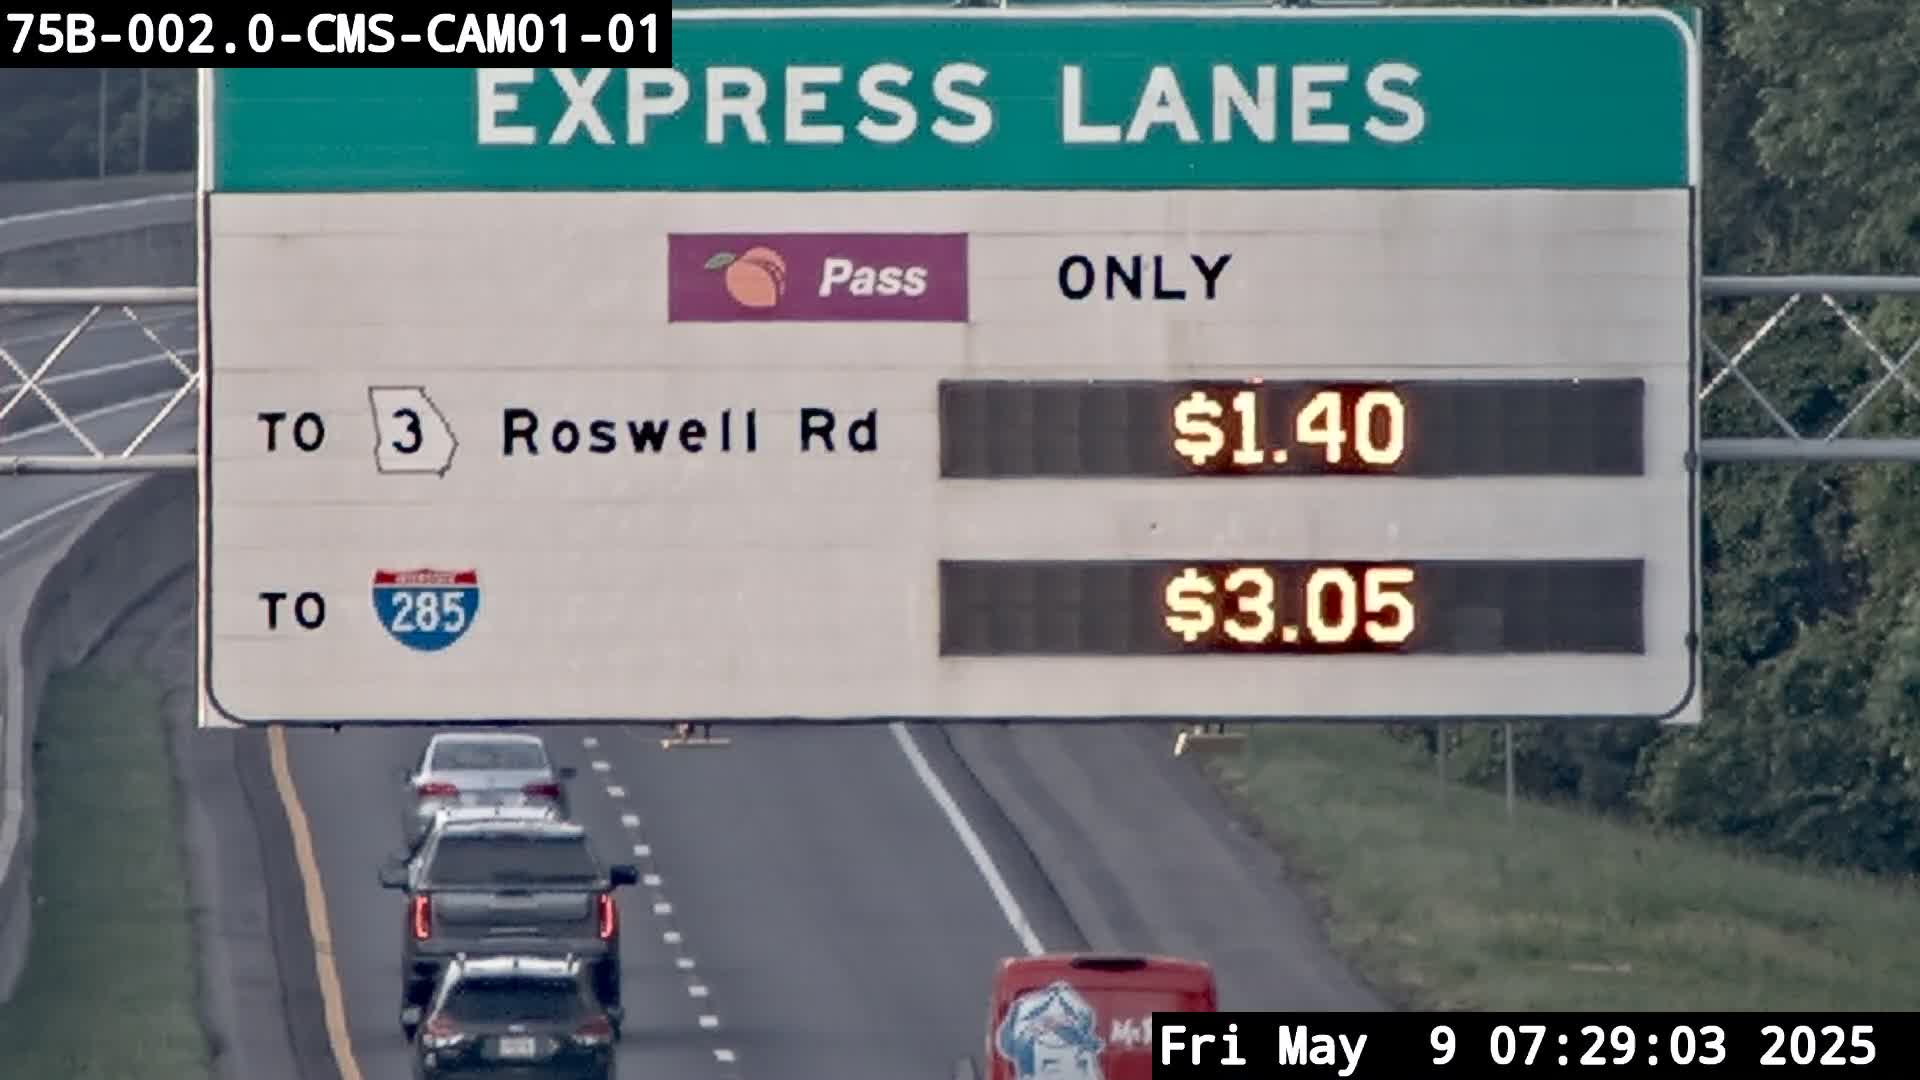 75B-002.0-CMS-CAM01-01
EXPRESS LANES
Pass ONLY
TO 3 Roswell Rd $1.40
TO 285 $3.05
Fri May 9 07:29:03 2025